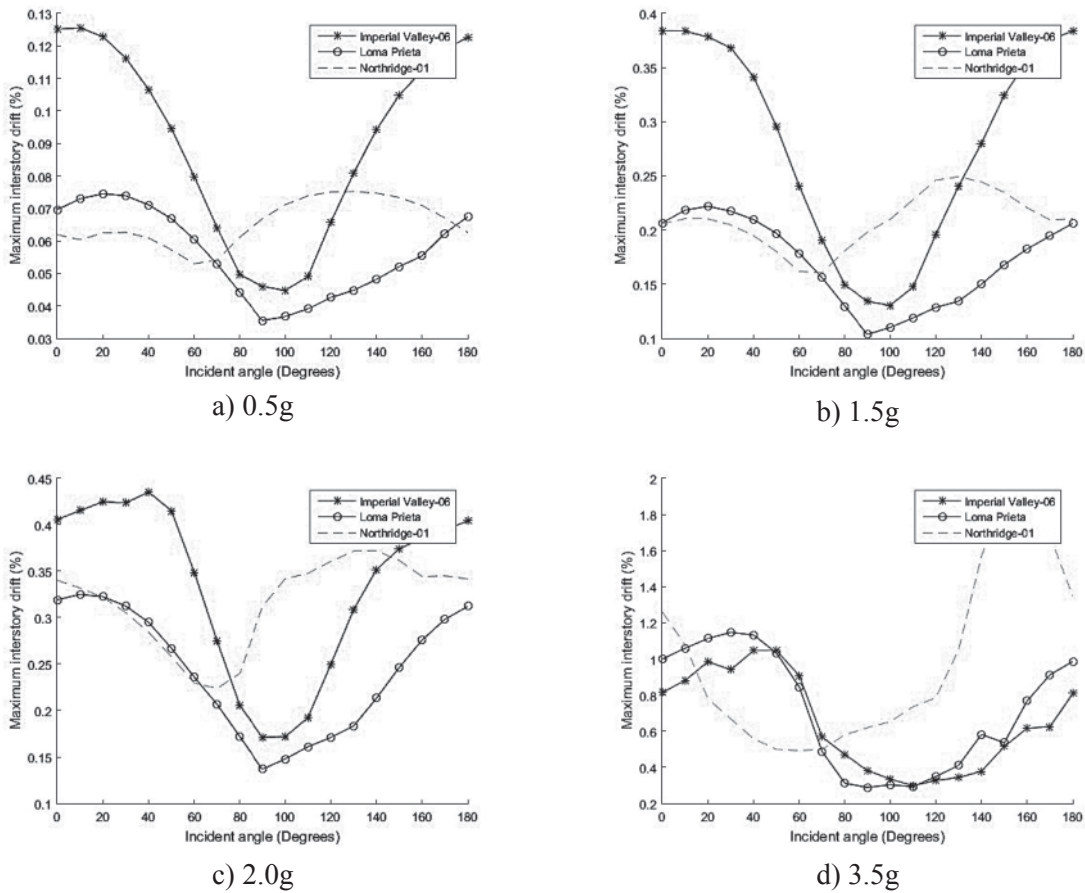 0.13
0.12
0.11
0.1
0.09
0.08
0.07
0.06
0.05
0.04
0.03
Maximum interstory drift (%)
Imperial Valley-06
Loma Prieta
Northridge-01
0 20 40 60 80 100 120 140 160 180
Incident angle (Degrees)
a) 0.5g
0.4
0.35
0.3
0.25
0.2
0.15
0.1
Maximum interstory drift (%)
Imperial Valley-06
Loma Prieta
Northridge-01
0 20 40 60 80 100 120 140 160 180
Incident angle (Degrees)
b) 1.5g
0.45
0.4
0.35
0.3
0.25
0.2
0.15
0.1
Maximum interstory drift (%)
Imperial Valley-06
Loma Prieta
Northridge-01
0 20 40 60 80 100 120 140 160 180
Incident angle (Degrees)
c) 2.0g
2
1.8
1.6
1.4
1.2
1
0.8
0.6
0.4
0.2
Maximum interstory drift (%)
Imperial Valley-06
Loma Prieta
Northridge-01
0 20 40 60 80 100 120 140 160 180
Incident angle (Degrees)
d) 3.5g